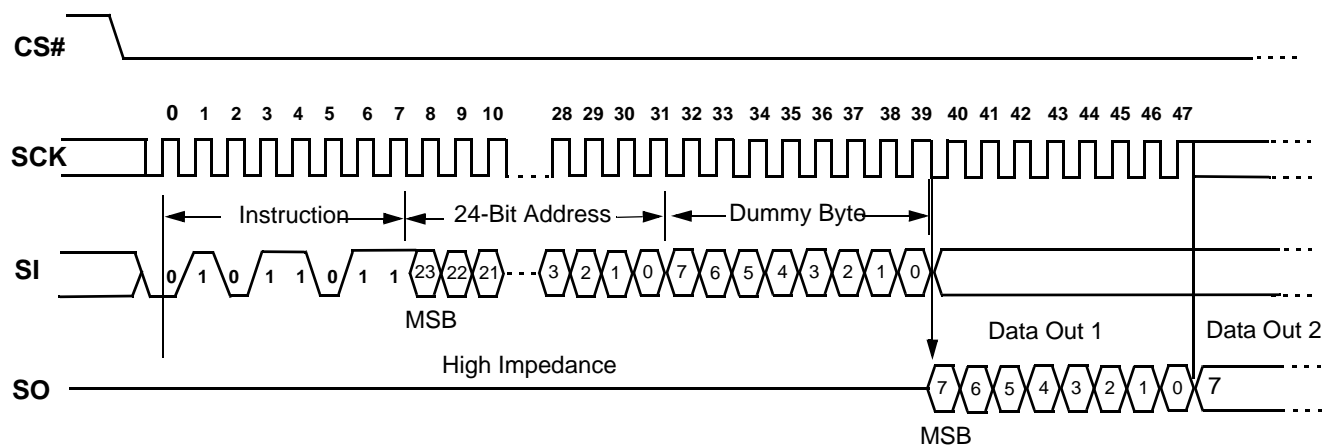 CS#
0 1 2 3 4 5 6 7 8 9 10 28 29 30 31 32 33 34 35 36 37 38 39 40 41 42 43 44 45 46 47
SCK
Instruction 24-Bit Address Dummy Byte
SI 0 1 0 1 1 0 1 1 23 22 21 3 2 1 0 7 6 5 4 3 2 1 0
MSB Data Out 1 Data Out 2
High Impedance
SO 7 6 5 4 3 2 1 0 7
MSB